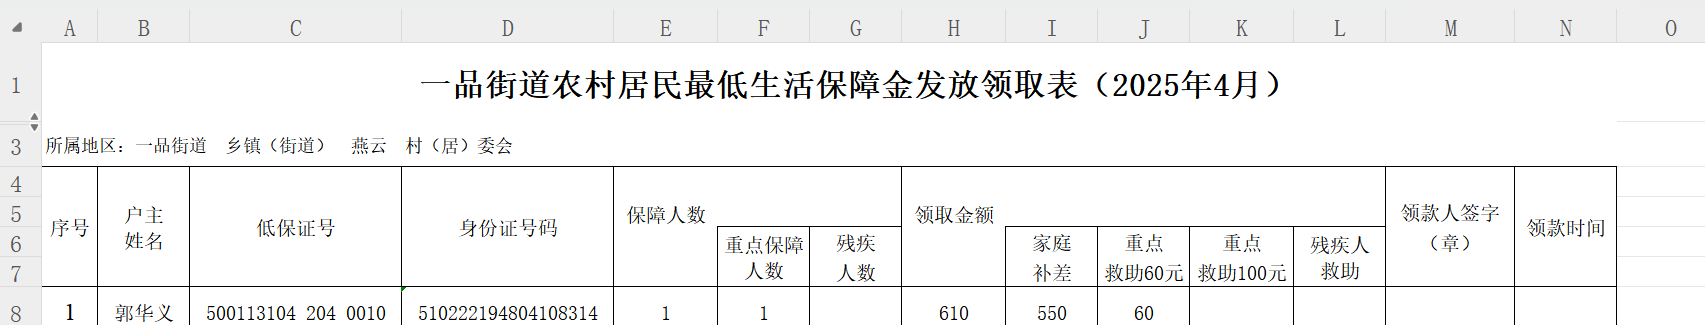 A B C D E F G H I J K L M N O
1 一品街道农村居民最低生活保障金发放领取表（2025年4月）
3 所属地区：一品街道 乡镇（街道） 燕云 村（居）委会
4
5 保障人数 领取金额 领款人签字
序号 户主 低保证号 身份证号码 领款时间
姓名 （章）
6 重点保障 残疾 家庭 重点 重点 残疾人
7 人数 人数 补差 救助60元 救助100元 救助
8 1 郭华义 500113104 204 0010 510222194804108314 1 1 610 550 60